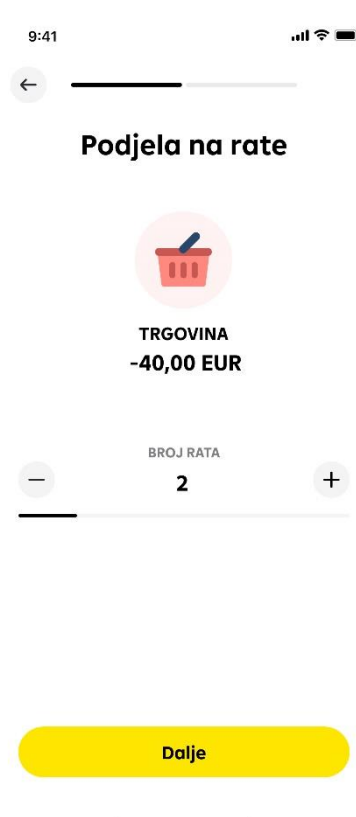 9:41
Podjela na rate
TRGOVINA
-40,00 EUR
BROJ RATA
2
Dalje